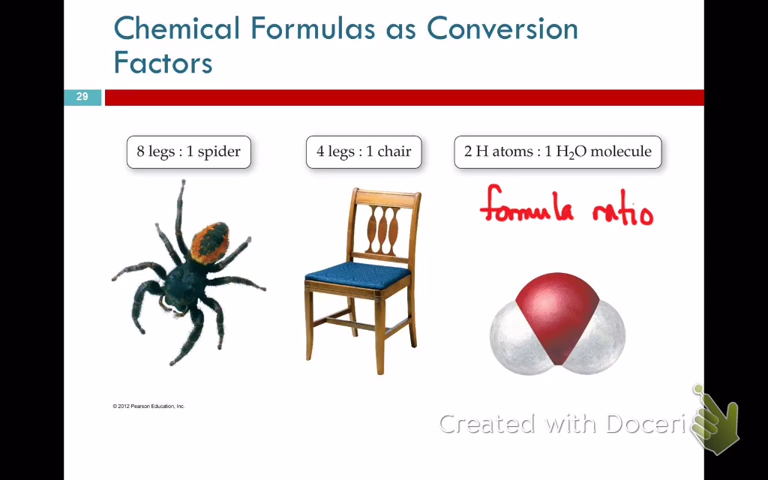 Chemical Formulas as Conversion
Factors
29
8 legs : 1 spider
4 legs : 1 chair
2 H atoms : 1 H₂O molecule
formula ratio
© 2012 Pearson Education, Inc.
Created with Doceri